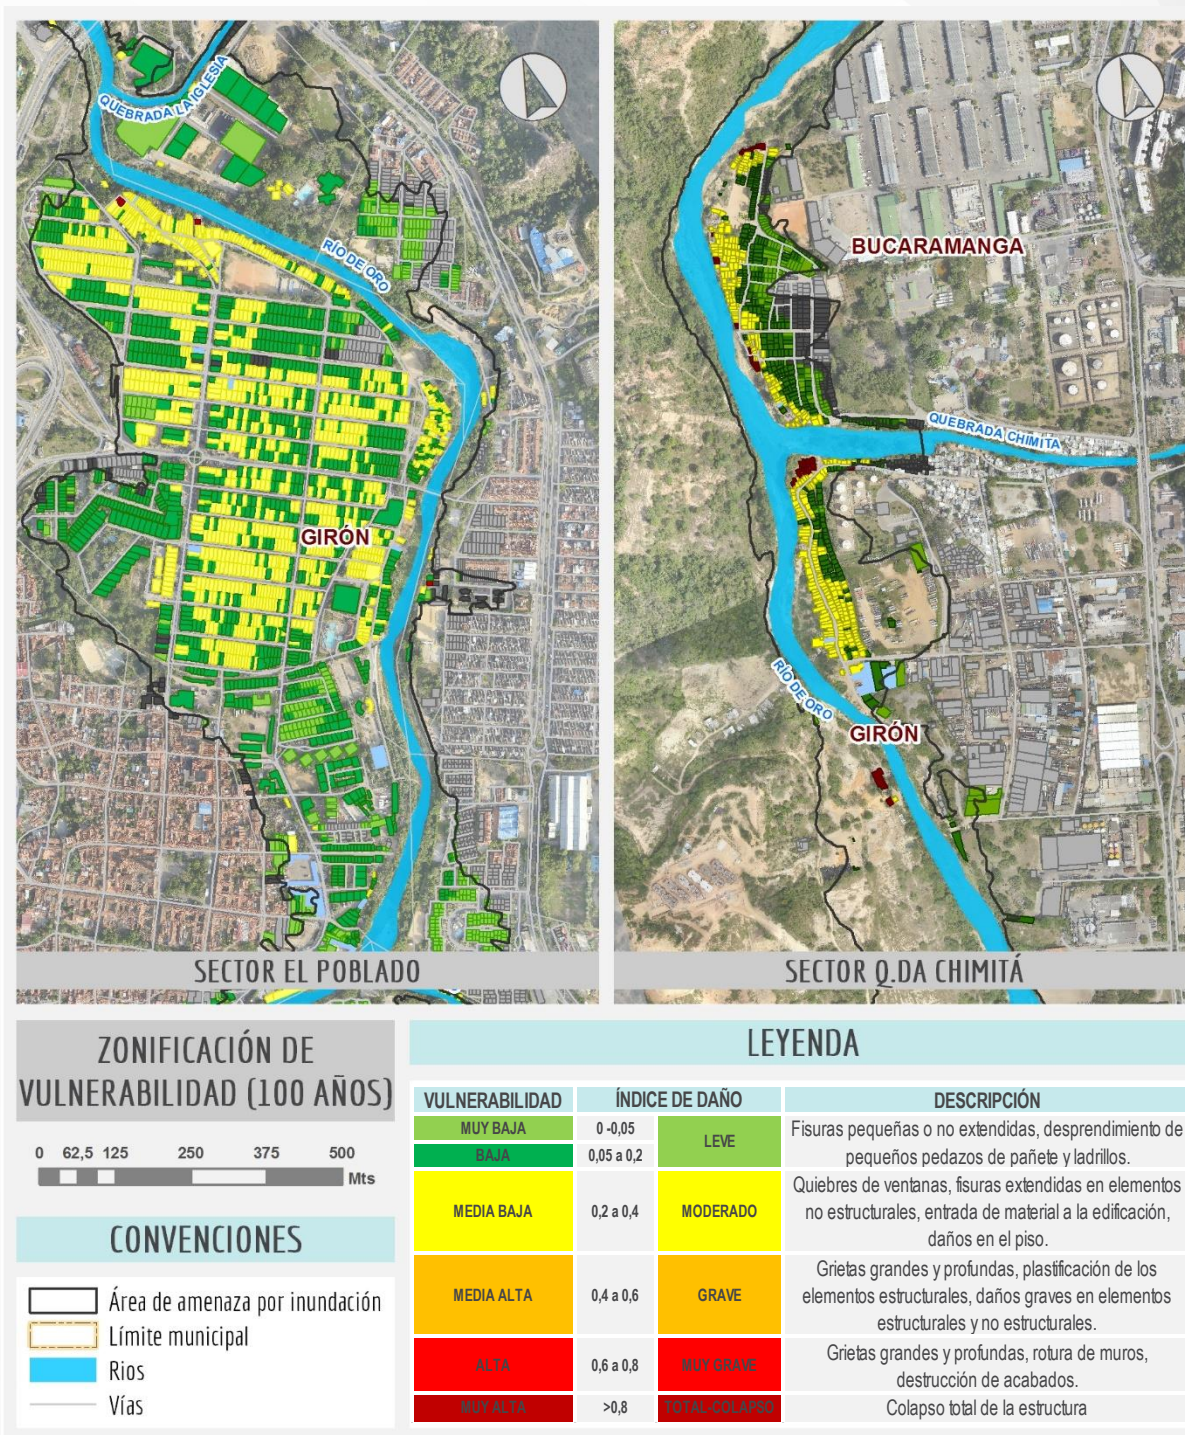 QUEBRADA LA IGLESIA
RÍO DE ORO
GIRÓN
SECTOR EL POBLADO
BUCARAMANGA
QUEBRADA CHIMITA
RÍO DE ORO
GIRÓN
SECTOR Q.DA CHIMITÁ
ZONIFICACIÓN DE
VULNERABILIDAD (100 AÑOS)
0 62,5 125 250 375 500
Mts
CONVENCIONES
Área de amenaza por inundación
Límite municipal
Rios
Vías
LEYENDA
VULNERABILIDAD ÍNDICE DE DAÑO DESCRIPCIÓN
MUY BAJA 0 -0,05 LEVE Fisuras pequeñas o no extendidas, desprendimiento de
BAJA 0,05 a 0,2 pequeños pedazos de pañete y ladrillos.
Quiebres de ventanas, fisuras extendidas en elementos
MEDIA BAJA 0,2 a 0,4 MODERADO no estructurales, entrada de material a la edificación,
daños en el piso.
Grietas grandes y profundas, plastificación de los
MEDIA ALTA 0,4 a 0,6 GRAVE elementos estructurales, daños graves en elementos
estructurales y no estructurales.
ALTA 0,6 a 0,8 MUY GRAVE Grietas grandes y profundas, rotura de muros,
destrucción de acabados.
MUY ALTA >0,8 TOTAL-COLAPSO Colapso total de la estructura